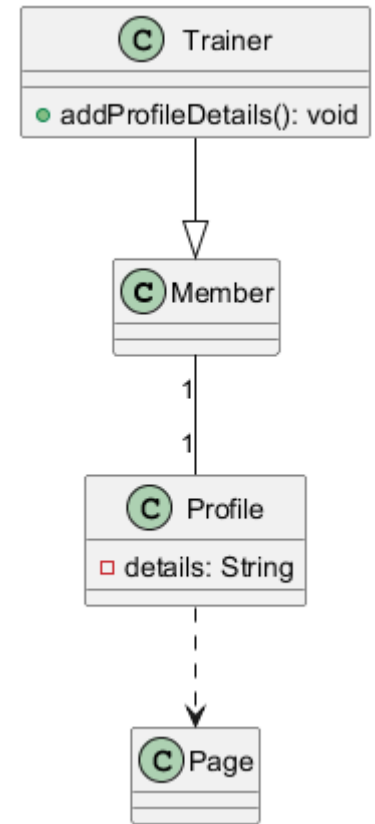 C Trainer
addProfileDetails(): void
C Member
1
1
C Profile
details: String
C Page